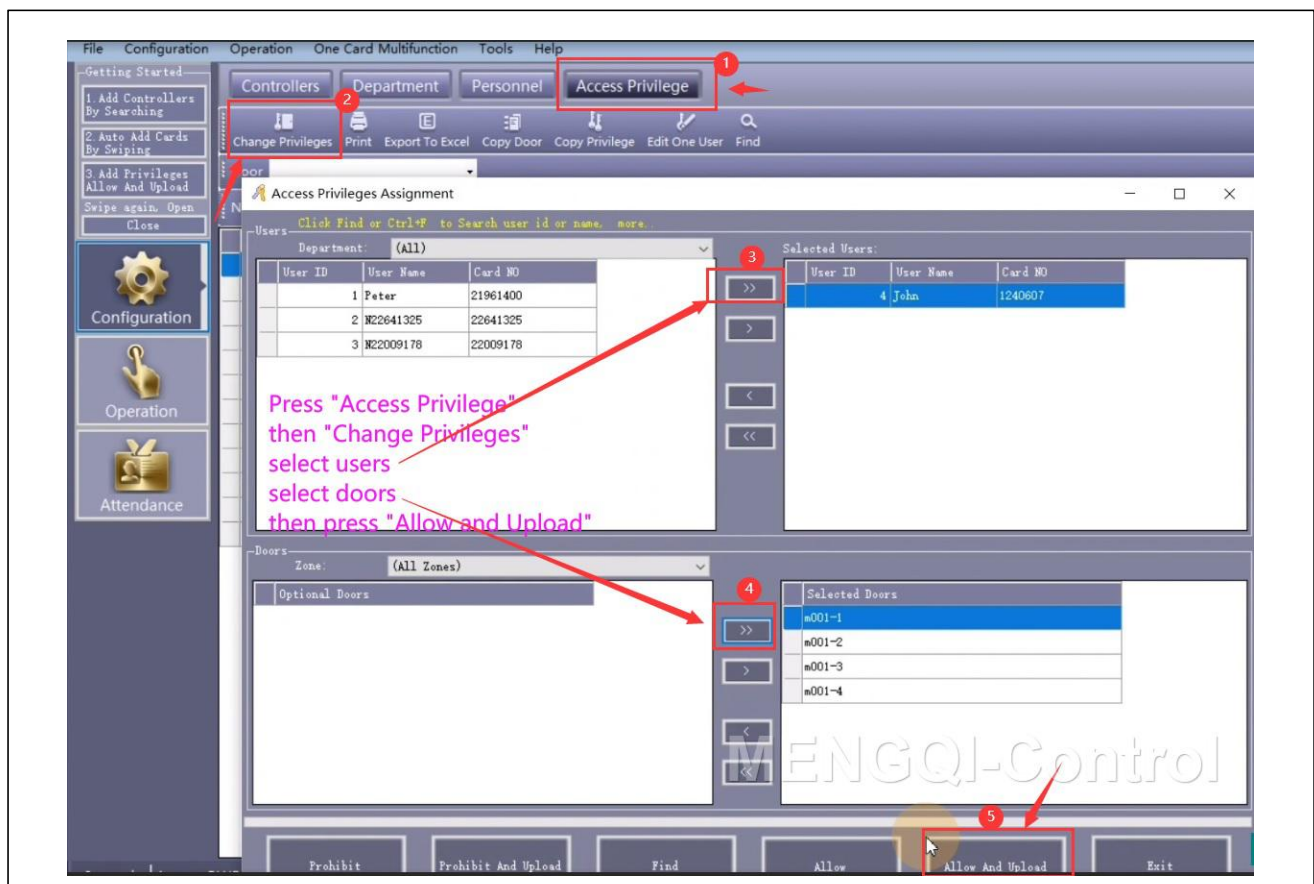 File Configuration Operation One Card Multifunction Tools Help
Getting Started
1. Add Controllers
By Searching
2. Auto Add Cards
By Swiping
3. Add Privileges
Allow And Upload
Swipe again, Open
Close
Configuration
Operation
Attendance
Controllers Department Personnel Access Privilege
1
2
Change Privileges Print Export To Excel Copy Door Copy Privilege Edit One User Find
Access Privileges Assignment
Users
Click Find or Ctrl+F to Search user id or name, more..
Department: (All)
User ID User Name Card NO
1 Peter 21961400
2 N22641325 22641325
3 N22009178 22009178
3
>>
>
<
<<
Selected Users:
User ID User Name Card NO
4 John 1240607
Press "Access Privilege"
then "Change Privileges"
select users
select doors
then press "Allow and Upload"
Doors
Zone: (All Zones)
Optional Doors
4
>>
>
<
<<
Selected Doors
m001-1
m001-2
m001-3
m001-4
MENGQI-Control
5
Prohibit Prohibit And Upload Find Allow Allow And Upload Exit